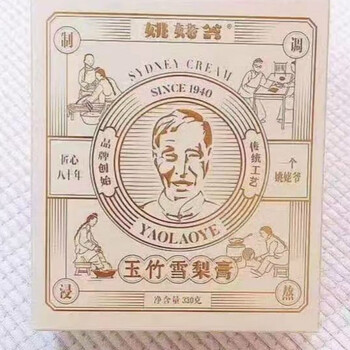 姚姥爷®
制
调
SYDNEY CREAM
SINCE 1940
匠心
八十年
品牌创始
传统工艺
一个
姚姥爷
YAOLAOYE
玉竹雪梨膏
浸
熬
净含量330克